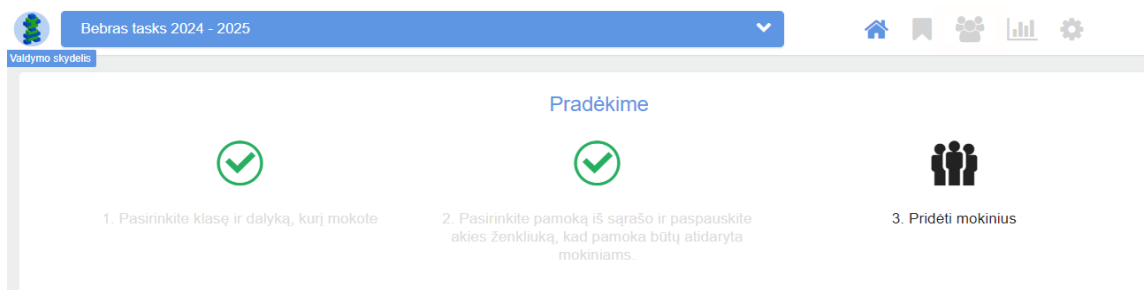 Bebras tasks 2024 - 2025
Valdymo skydelis
Pradėkime
1. Pasirinkite klasę ir dalyką, kurį mokote
2. Pasirinkite pamoką iš sąrašo ir paspauskite
akies ženkliuką, kad pamoka būtų atidaryta
mokiniams.
3. Pridėti mokinius